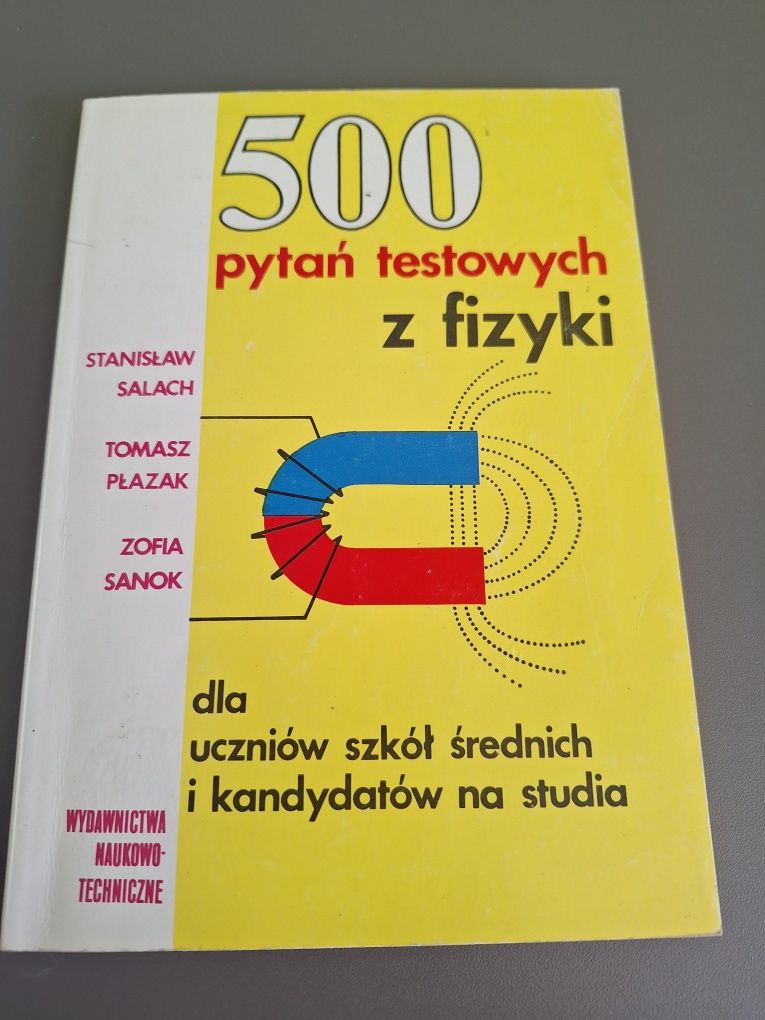 500
pytań testowych
z fizyki
STANISŁAW
SALACH
TOMASZ
PŁAZAK
ZOFIA
SANOK
dla
uczniów szkół średnich
i kandydatów na studia
WYDAWNICTWA
NAUKOWO-
TECHNICZNE